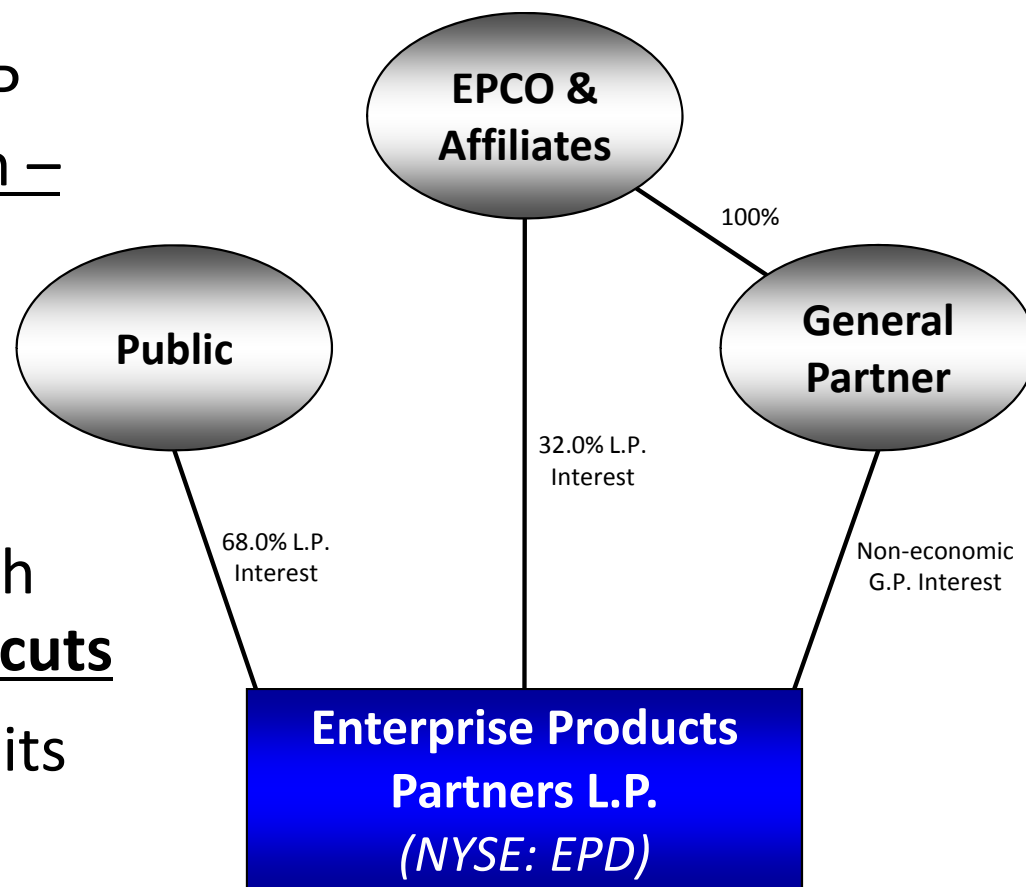 P
n –
h
cuts
its
EPCO &
Affiliates
100%
Public
General
Partner
32.0% L.P.
Interest
68.0% L.P.
Interest
Non-economic
G.P. Interest
Enterprise Products
Partners L.P.
(NYSE: EPD)